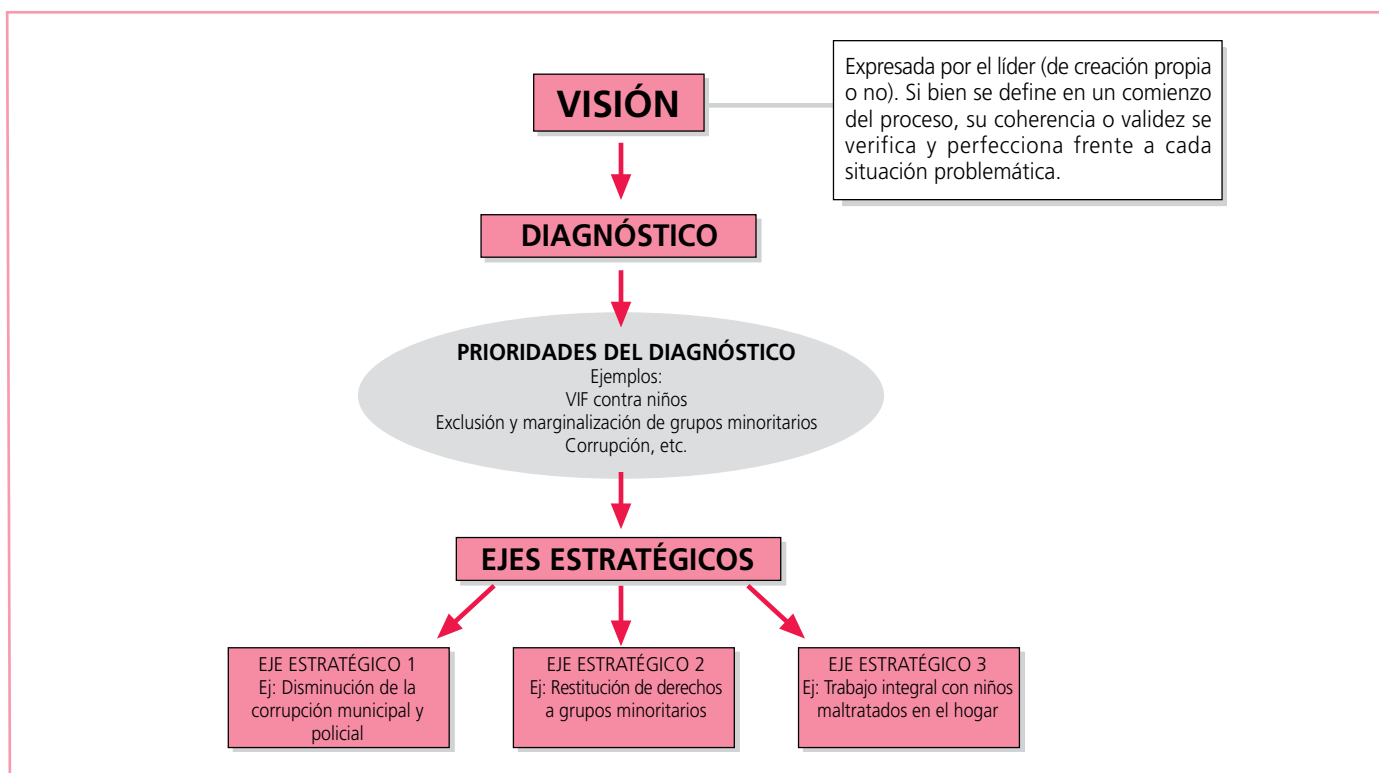 VISIÓN
Expresada por el líder (de creación propia
o no). Si bien se define en un comienzo
del proceso, su coherencia o validez se
verifica y perfecciona frente a cada
situación problemática.
DIAGNÓSTICO
PRIORIDADES DEL DIAGNÓSTICO
Ejemplos:
VIF contra niños
Exclusión y marginalización de grupos minoritarios
Corrupción, etc.
EJES ESTRATÉGICOS
EJE ESTRATÉGICO 1
Ej: Disminución de la
corrupción municipal y
policial
EJE ESTRATÉGICO 2
Ej: Restitución de derechos
a grupos minoritarios
EJE ESTRATÉGICO 3
Ej: Trabajo integral con niños
maltratados en el hogar